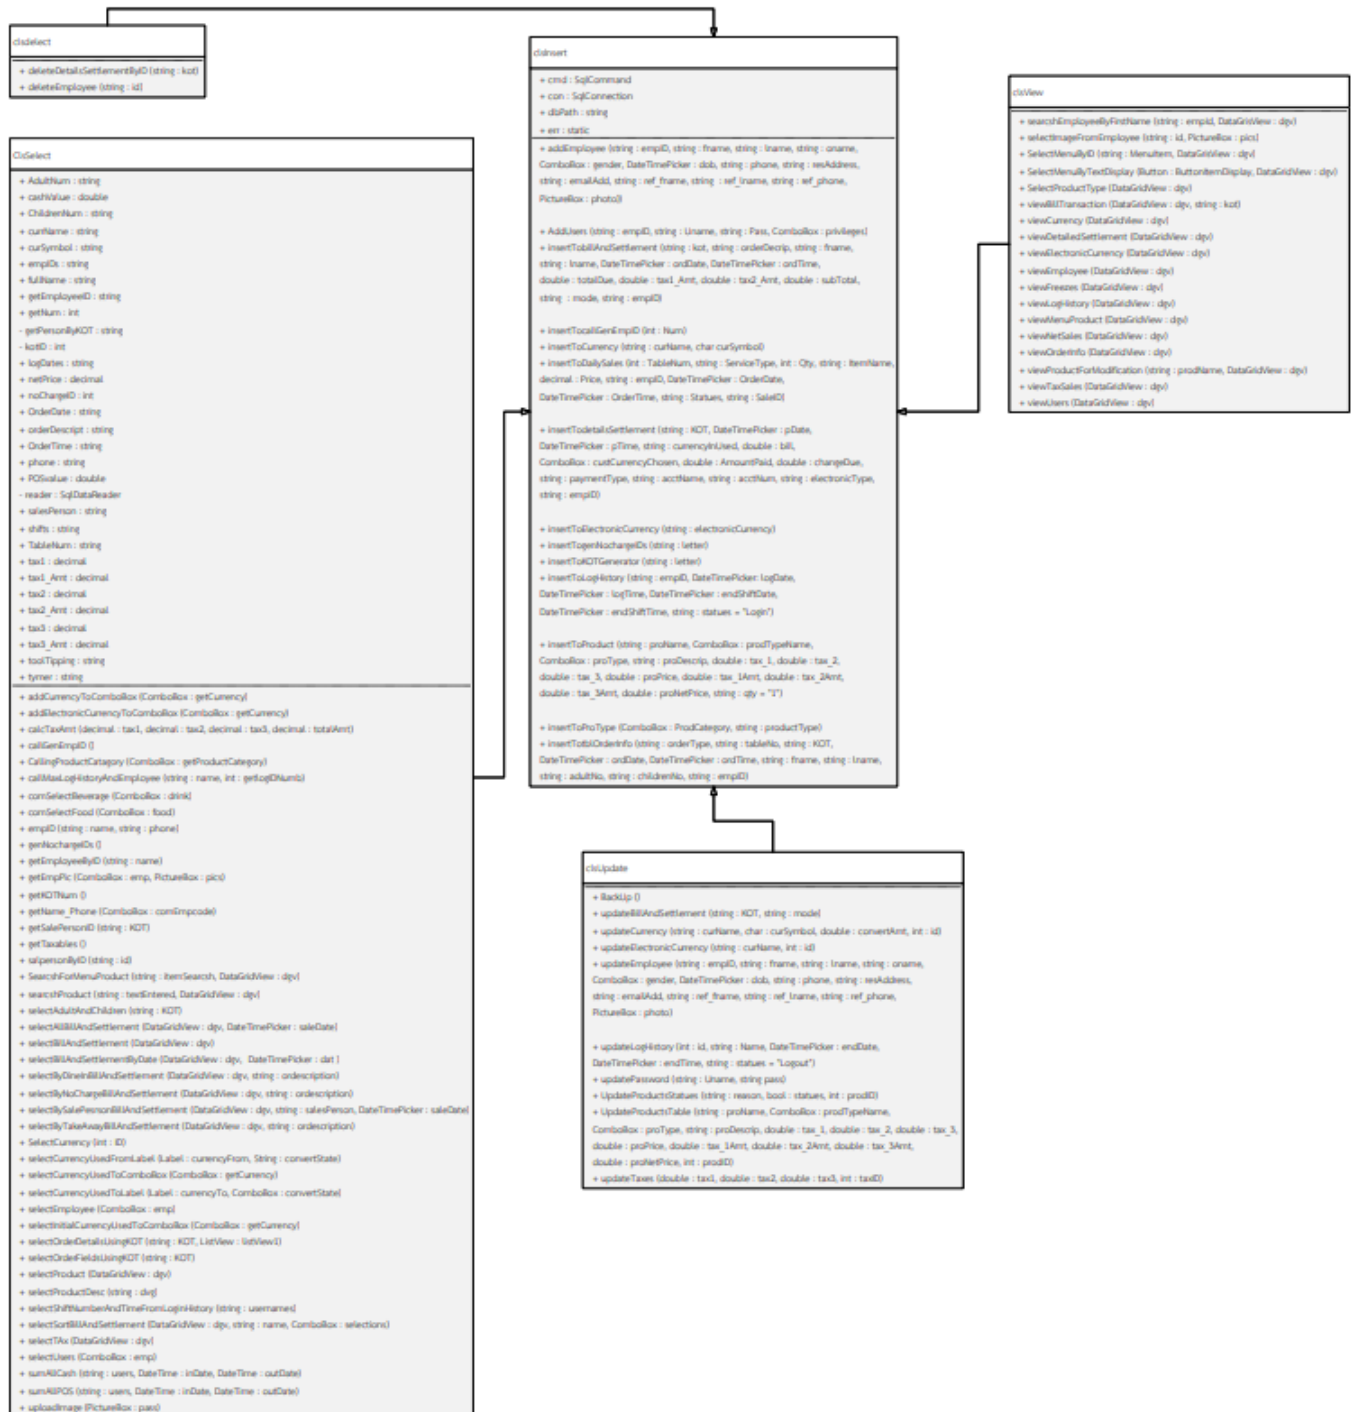 clsdelect
+ deleteDetailsSettlementByID (string : kot)
+ deleteEmployee (string : id)
ClsSelect
+ AdultNum : string
+ cashValue : double
+ ChildrenNum : string
+ currName : string
+ curSymbol : string
+ empIDs : string
+ fullName : string
+ getEmployeeID : string
+ getNum : int
- getPersonByKOT : string
- kotID : int
+ logDates : string
+ netPrice : decimal
+ noChargeID : int
+ OrderDate : string
+ orderDescript : string
+ OrderTime : string
+ phone : string
+ POSvalue : double
- reader : SqlDataReader
+ salesPerson : string
+ shifts : string
+ TableNum : string
+ tax1 : decimal
+ tax1_Amt : decimal
+ tax2 : decimal
+ tax2_Amt : decimal
+ tax3 : decimal
+ tax3_Amt : decimal
+ toolTipping : string
+ tymer : string
+ addCurrencyToComboBox (ComboBox : getCurrency)
+ addElectronicCurrencyToComboBox (ComboBox : getCurrency)
+ calcTaxAmt (decimal : tax1, decimal : tax2, decimal : tax3, decimal : totalAmt)
+ callGenEmpID ()
+ CallingProductCatagory (ComboBox : getProductCategory)
+ callMaxLogHistoryAndEmployee (string : name, int : getlogIDNumb)
+ comSelectBeverage (ComboBox : drink)
+ comSelectFood (ComboBox : food)
+ empID (string : name, string : phone)
+ genNochargeIDs ()
+ getEmployeeByID (string : name)
+ getEmpPic (ComboBox : emp, PictureBox : pics)
+ getKOTNum ()
+ getName_Phone (ComboBox : comEmpcode)
+ getSalePersonID (string : KOT)
+ getTaxables ()
+ salpersonByID (string : id)
+ SearcshForMenuProduct (string : itemSearcsh, DataGridView : dgv)
+ searcshProduct (string : textEntered, DataGridView : dgv)
+ selectAdultAndChildren (string : KOT)
+ selectAllBillAndSettlement (DataGridView : dgv, DateTimePicker : saleDate)
+ selectBillAndSettlement (DataGridView : dgv)
+ selectBillAndSettlementByDate (DataGridView : dgv, DateTimePicker : dat )
+ selectByDineInBillAndSettlement (DataGridView : dgv, string : ordescription)
+ selectByNoChargeBillAndSettlement (DataGridView : dgv, string : ordescription)
+ selectBySalePersonBillAndSettlement (DataGridView : dgv, string : salesPerson, DateTimePicker : saleDate)
+ selectByTakeAwayBillAndSettlement (DataGridView : dgv, string : ordescription)
+ SelectCurrency (int : ID)
+ selectCurrencyUsedFromLabel (Label : currencyFrom, String : convertState)
+ selectCurrencyUsedToComboBox (ComboBox : getCurrency)
+ selectCurrencyUsedToLabel (Label : currencyTo, ComboBox : convertState)
+ selectEmployee (ComboBox : emp)
+ selectInitialCurrencyUsedToComboBox (ComboBox : getCurrency)
+ selectOrderDetailsUsingKOT (string : KOT, ListView : listView1)
+ selectOrderFieldsUsingKOT (string : KOT)
+ selectProduct (DataGridView : dgv)
+ selectProductDesc (string : dvg)
+ selectShiftNumberAndTimeFromLoginHistory (string : usernames)
+ selectSortBillAndSettlement (DataGridView : dgv, string : name, ComboBox : selections)
+ selectTAx (DataGridView : dgv)
+ selectUsers (ComboBox : emp)
+ sumAllCash (string : users, DateTime : inDate, DateTime : outDate)
+ sumAllPOS (string : users, DateTime : inDate, DateTime : outDate)
+ uploadImage (PictureBox : pass)
clsInsert
+ cmd : SqlCommand
+ con : SqlConnection
+ dbPath : string
+ err : static
+ addEmployee (string : empID, string : fname, string : lname, string : oname,
ComboBox : gender, DateTimePicker : dob, string : phone, string : resAddress,
string : emailAdd, string : ref_fname, string : ref_lname, string : ref_phone,
PictureBox : photo))
+ AddUsers (string : empID, string : Uname, string : Pass, ComboBox : privileges)
+ insertTobillAndSettlement (string : kot, string : orderDecrip, string : fname,
string : lname, DateTimePicker : ordDate, DateTimePicker : ordTime,
double : totalDue, double : tax1_Amt, double : tax2_Amt, double : subTotal,
string : mode, string : empID)
+ insertTocallGenEmpID (int : Num)
+ insertToCurrency (string : curName, char curSymbol)
+ insertToDailySales (int : TableNum, string : ServiceType, int : Qty, string : itemName,
decimal : Price, string : empID, DateTimePicker : OrderDate,
DateTimePicker : OrderTime, string : Statues, string : SaleID)
+ insertTodetailsSettlement (string : KOT, DateTimePicker : pDate,
DateTimePicker : pTime, string : currencyInUsed, double : bill,
ComboBox : custCurrencyChosen, double : AmountPaid, double : changeDue,
string : paymentType, string : acctName, string : acctNum, string : electronicType,
string : empID)
+ insertToElectronicCurrency (string : electronicCurrency)
+ insertTogenNochargeIDs (string : letter)
+ insertToKOTGenerator (string : letter)
+ insertToLogHistory (string : empID, DateTimePicker: logDate,
DateTimePicker : logTime, DateTimePicker : endShiftDate,
DateTimePicker : endShiftTime, string : statues = "Login")
+ insertToProduct (string : proName, ComboBox : prodTypeName,
ComboBox : proType, string : proDescrip, double : tax_1, double : tax_2,
double : tax_3, double : proPrice, double : tax_1Amt, double : tax_2Amt,
double : tax_3Amt, double : proNetPrice, string : qty = "1")
+ insertToProType (ComboBox : ProdCategory, string : productType)
+ insertTotblOrderInfo (string : orderType, string : tableNo, string : KOT,
DateTimePicker : ordDate, DateTimePicker : ordTime, string : fname, string : lname,
string : adultNo, string : childrenNo, string : empID)
clsView
+ searcshEmployeeByFirstName (string : empid, DataGridView : dgv)
+ selectImageFromEmployee (string : id, PictureBox : pics)
+ SelectMenuByID (string : MenuItem, DataGridView : dgv)
+ SelectMenuByTextDisplay (Button : ButtonItemDisplay, DataGridView : dgv)
+ SelectProductType (DataGridView : dgv)
+ viewBillTransaction (DataGridView : dgv, string : kot)
+ viewCurrency (DataGridView : dgv)
+ viewDetailedSettlement (DataGridView : dgv)
+ viewElectronicCurrency (DataGridView : dgv)
+ viewEmployee (DataGridView : dgv)
+ viewFreezes (DataGridView : dgv)
+ viewLogHistory (DataGridView : dgv)
+ viewMenuProduct (DataGridView : dgv)
+ viewNetSales (DataGridView : dgv)
+ viewOrderInfo (DataGridView : dgv)
+ viewProductForModification (string : prodName, DataGridView : dgv)
+ viewTaxSales (DataGridView : dgv)
+ viewUsers (DataGridView : dgv)
clsUpdate
+ BackUp ()
+ updateBillAndSettlement (string : KOT, string : mode)
+ updateCurrency (string : curName, char : curSymbol, double : convertAmt, int : id)
+ updateElectronicCurrency (string : curName, int : id)
+ updateEmployee (string : empID, string : fname, string : lname, string : oname,
ComboBox : gender, DateTimePicker : dob, string : phone, string : resAddress,
string : emailAdd, string : ref_fname, string : ref_lname, string : ref_phone,
PictureBox : photo)
+ updateLogHistory (int : id, string : Name, DateTimePicker : endDate,
DateTimePicker : endTime, string : statues = "Logout")
+ updatePassword (string : Uname, string pass)
+ UpdateProductsStatues (string : reason, bool : statues, int : prodID)
+ UpdateProductsTable (string : proName, ComboBox : prodTypeName,
ComboBox : proType, string : proDescrip, double : tax_1, double : tax_2, double : tax_3,
double : proPrice, double : tax_1Amt, double : tax_2Amt, double : tax_3Amt,
double : proNetPrice, int : prodID)
+ updateTaxes (double : tax1, double : tax2, double : tax3, int : taxID)